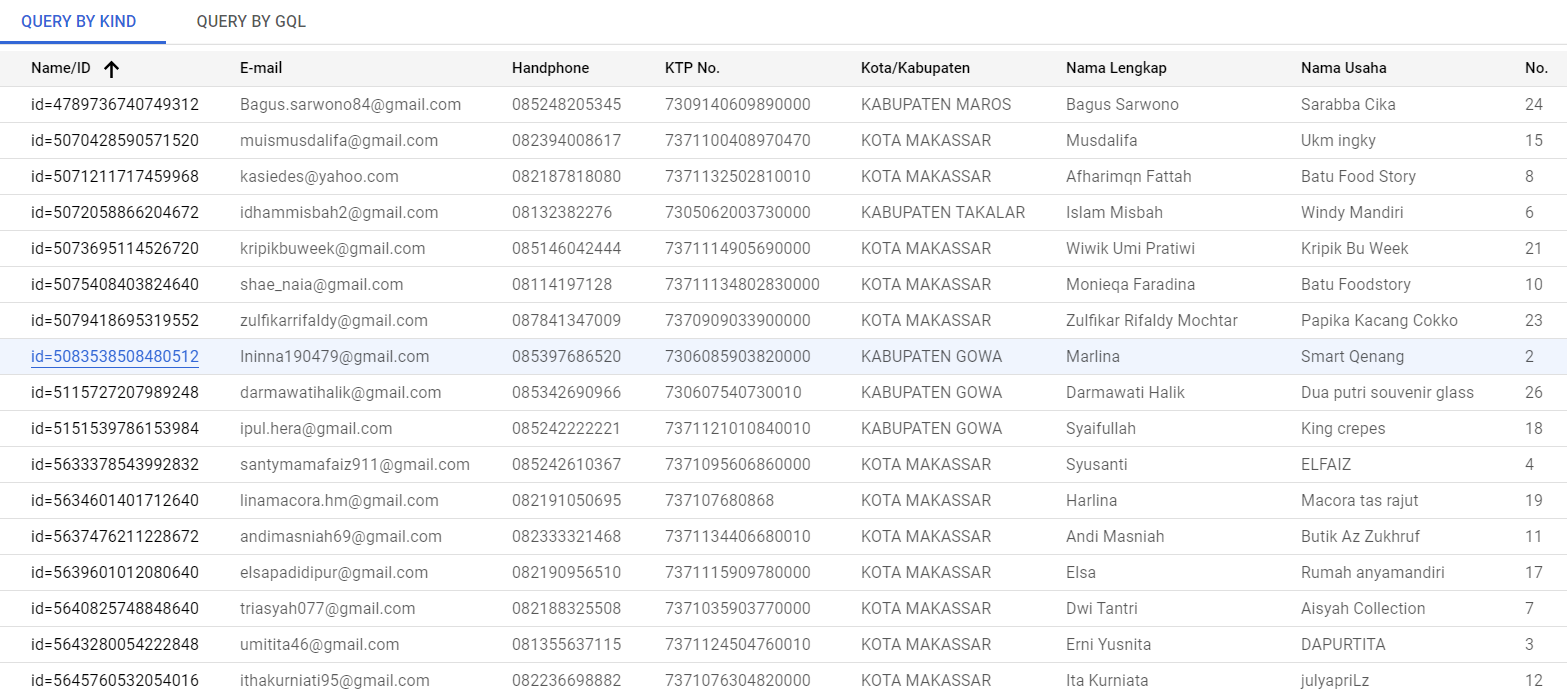 QUERY BY KIND QUERY BY GQL
Name/ID E-mail Handphone KTP No. Kota/Kabupaten Nama Lengkap Nama Usaha No.
id=4789736740749312 Bagus.sarwono84@gmail.com 085248205345 7309140609890000 KABUPATEN MAROS Bagus Sarwono Sarabba Cika 24
id=5070428590571520 muismusdalifa@gmail.com 082394008617 7371100408970470 KOTA MAKASSAR Musdalifa Ukm ingky 15
id=5071211717459968 kasiedes@yahoo.com 082187818080 7371132502810010 KOTA MAKASSAR Afharimqn Fattah Batu Food Story 8
id=5072058866204672 idhammisbah2@gmail.com 08132382276 7305062003730000 KABUPATEN TAKALAR Islam Misbah Windy Mandiri 6
id=5073695114526720 kripikbuweek@gmail.com 085146042444 7371114905690000 KOTA MAKASSAR Wiwik Umi Pratiwi Kripik Bu Week 21
id=5075408403824640 shae_naia@gmail.com 08114197128 73711134802830000 KOTA MAKASSAR Monieqa Faradina Batu Foodstory 10
id=5079418695319552 zulfikarrifaldy@gmail.com 087841347009 7370909033900000 KOTA MAKASSAR Zulfikar Rifaldy Mochtar Papika Kacang Cokko 23
id=5083538508480512 Ininna190479@gmail.com 085397686520 7306085903820000 KABUPATEN GOWA Marlina Smart Qenang 2
id=5115727207989248 darmawatihalik@gmail.com 085342690966 730607540730010 KABUPATEN GOWA Darmawati Halik Dua putri souvenir glass 26
id=5151539786153984 ipul.hera@gmail.com 085242222221 7371121010840010 KABUPATEN GOWA Syaifullah King crepes 18
id=5633378543992832 santymamafaiz911@gmail.com 085242610367 7371095606860000 KOTA MAKASSAR Syusanti ELFAIZ 4
id=5634601401712640 linamacora.hm@gmail.com 082191050695 737107680868 KOTA MAKASSAR Harlina Macora tas rajut 19
id=5637476211228672 andimasniah69@gmail.com 082333321468 7371134406680010 KOTA MAKASSAR Andi Masniah Butik Az Zukhruf 11
id=5639601012080640 elsapadidipur@gmail.com 082190956510 7371115909780000 KOTA MAKASSAR Elsa Rumah anyamandiri 17
id=5640825748848640 triasyah077@gmail.com 082188325508 7371035903770000 KOTA MAKASSAR Dwi Tantri Aisyah Collection 7
id=5643280054222848 umitita46@gmail.com 081355637115 7371124504760010 KOTA MAKASSAR Erni Yusnita DAPURTITA 3
id=5645760532054016 ithakurniati95@gmail.com 082236698882 7371076304820000 KOTA MAKASSAR Ita Kurniata julyapriLz 12